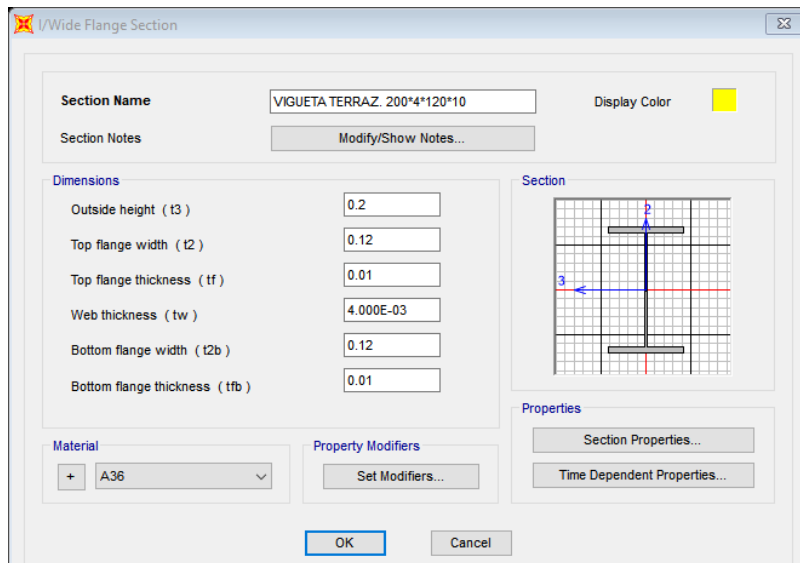 I/Wide Flange Section
Section Name VIGUETA TERRAZ. 200*4*120*10 Display Color
Section Notes Modify/Show Notes...
Dimensions
Outside height ( t3 ) 0.2
Top flange width ( t2 ) 0.12
Top flange thickness ( tf ) 0.01
Web thickness ( tw ) 4.000E-03
Bottom flange width ( t2b ) 0.12
Bottom flange thickness ( tfb ) 0.01
Section
2
3
Material
+ A36
Property Modifiers
Set Modifiers...
Properties
Section Properties...
Time Dependent Properties...
OK Cancel